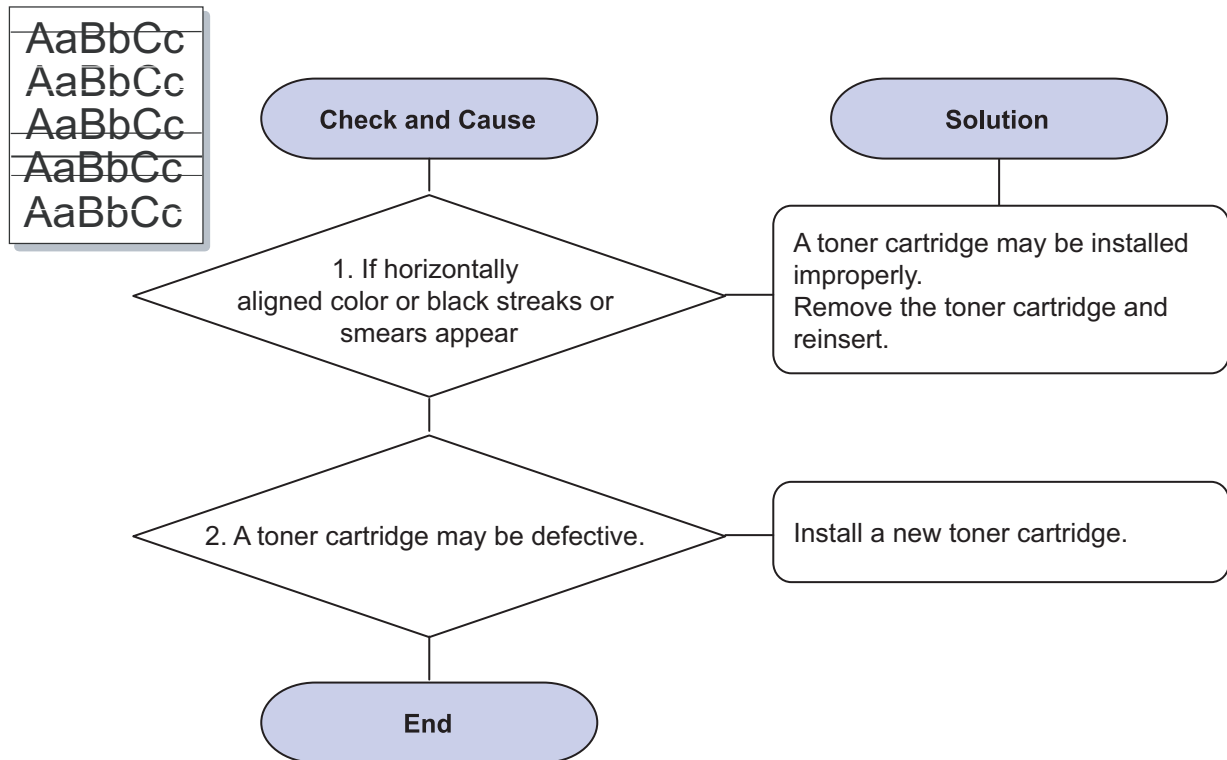 AaBbCc
AaBbCc
AaBbCc
AaBbCc
AaBbCc
Check and Cause
Solution
1. If horizontally
aligned color or black streaks or
smears appear
A toner cartridge may be installed
improperly.
Remove the toner cartridge and
reinsert.
2. A toner cartridge may be defective.
Install a new toner cartridge.
End